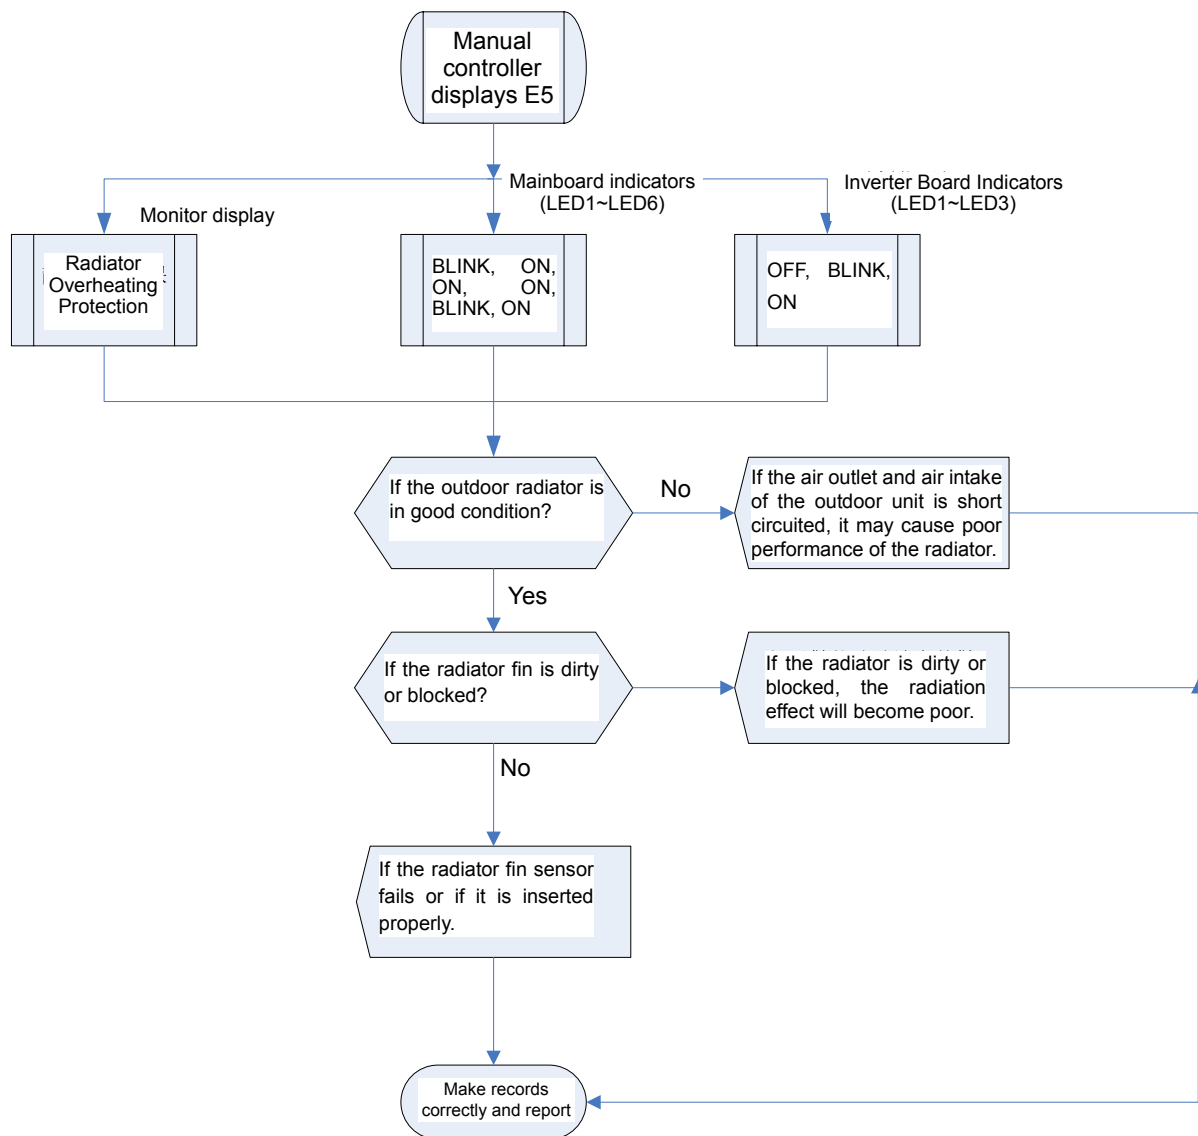 Manual
controller
displays E5
Mainboard indicators
(LED1~LED6)
Inverter Board Indicators
(LED1~LED3)
Monitor display
Radiator
Overheating
Protection
BLINK, ON,
ON, ON,
BLINK, ON
OFF, BLINK,
ON
If the outdoor radiator is
in good condition?
No
If the air outlet and air intake
of the outdoor unit is short
circuited, it may cause poor
performance of the radiator.
Yes
If the radiator fin is dirty
or blocked?
If the radiator is dirty or
blocked, the radiation
effect will become poor.
No
If the radiator fin sensor
fails or if it is inserted
properly.
Make records
correctly and report